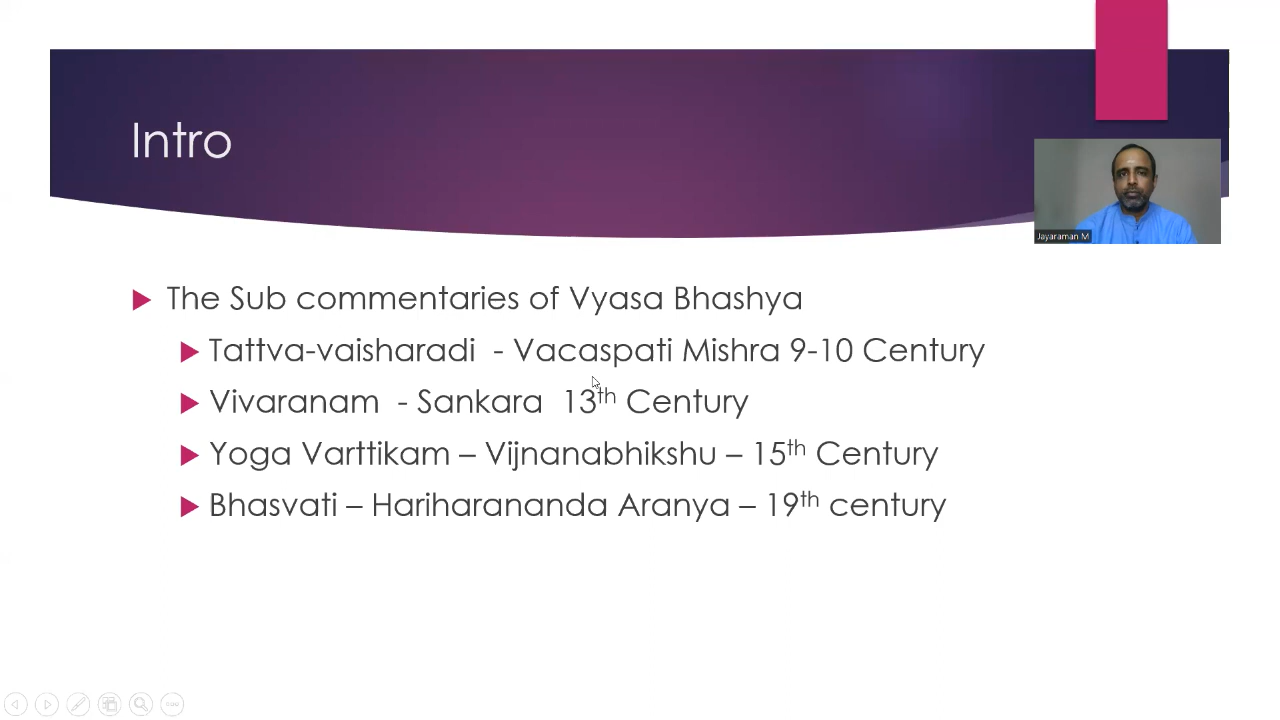 Intro
Jayaraman M
The Sub commentaries of Vyasa Bhashya
Tattva-vaisharadi - Vacaspati Mishra 9-10 Century
Vivaranam - Sankara 13th Century
Yoga Varttikam – Vijnanabhikshu – 15th Century
Bhasvati – Hariharananda Aranya – 19th century